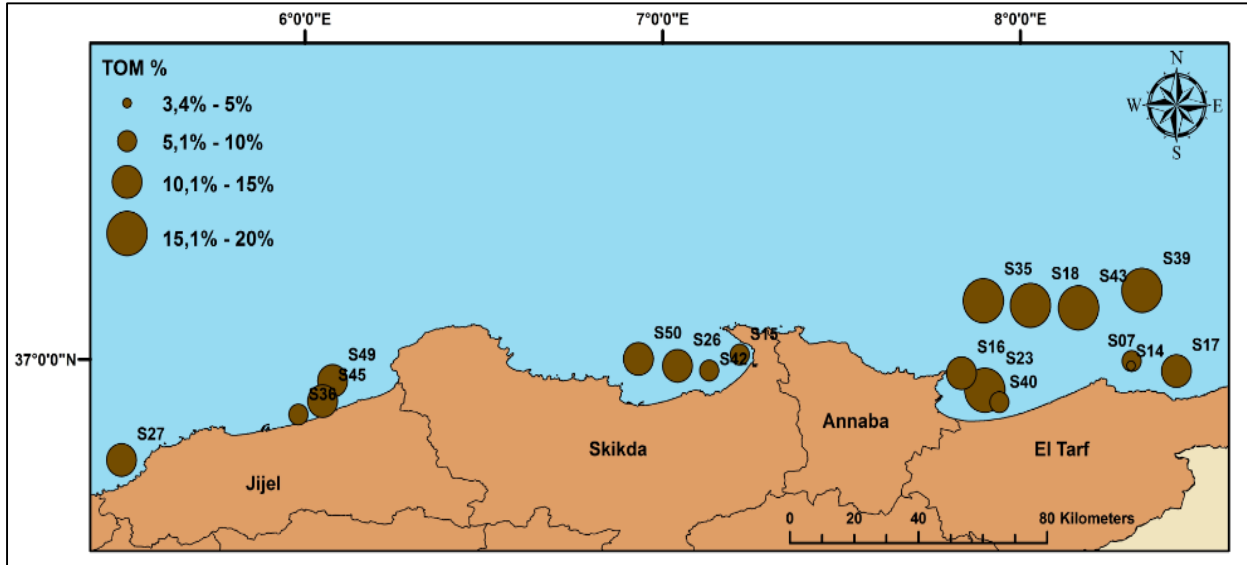 6°0'0"E
7°0'0"E
8°0'0"E
TOM %
3,4% - 5%
5,1% - 10%
10,1% - 15%
15,1% - 20%
N
W
E
S
37°0'0"N
S39
S35
S18
S43
S50
S26
S15
S42
S07
S14
S17
S16
S23
S40
S49
S45
S36
S27
Jijel
Skikda
Annaba
El Tarf
0 20 40 80 Kilometers